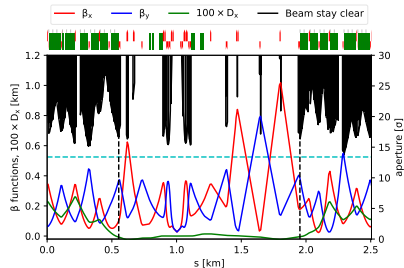 βx βy 100 × Dx Beam stay clear
1.2
1.0
0.8
0.6
0.4
0.2
0.0
β functions, 100 × Dx [km]
30
25
20
15
10
5
0
aperture [σ]
0.0 0.5 1.0 1.5 2.0 2.5
s [km]